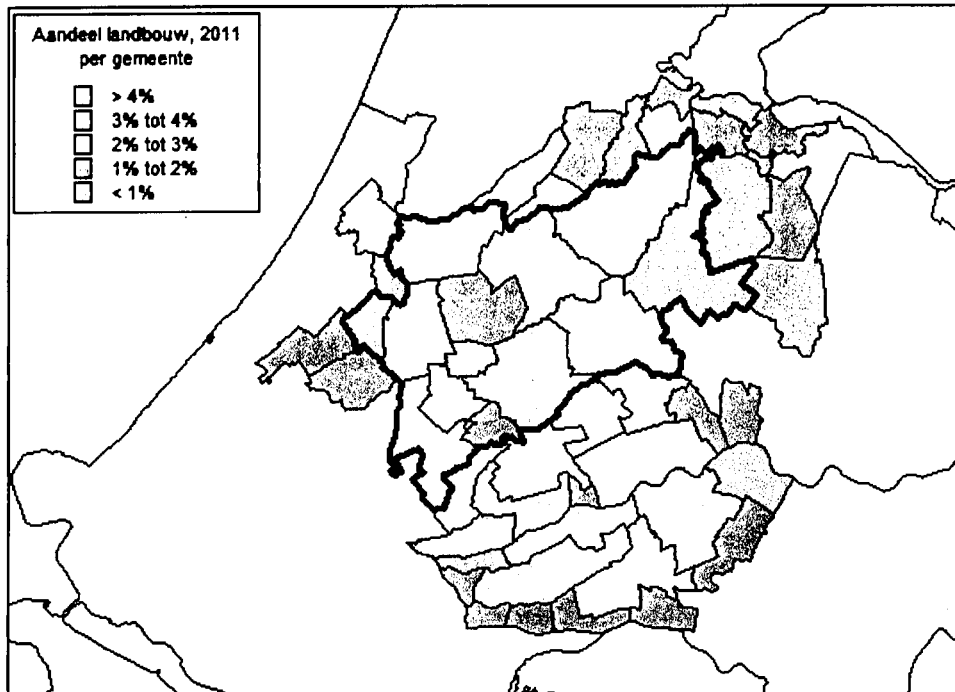 Aandeel landbouw, 2011
per gemeente
> 4%
3% tot 4%
2% tot 3%
1% tot 2%
< 1%